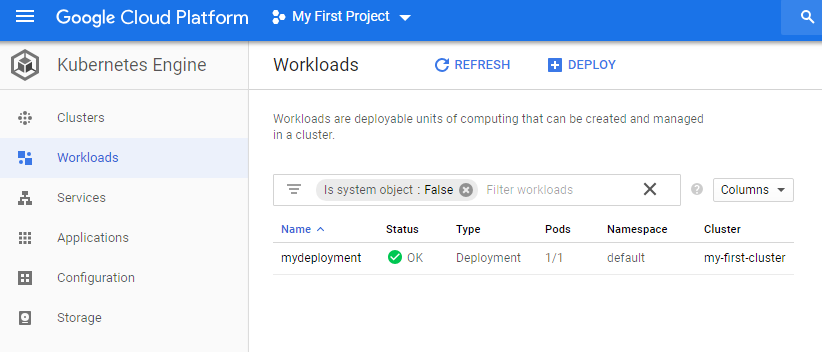 Google Cloud Platform My First Project
Kubernetes Engine
Workloads REFRESH DEPLOY
Clusters
Workloads
Services
Applications
Configuration
Storage
Workloads are deployable units of computing that can be created and managed
in a cluster.
Is system object : False Filter workloads Columns
Name Status Type Pods Namespace Cluster
mydeployment OK Deployment 1/1 default my-first-cluster